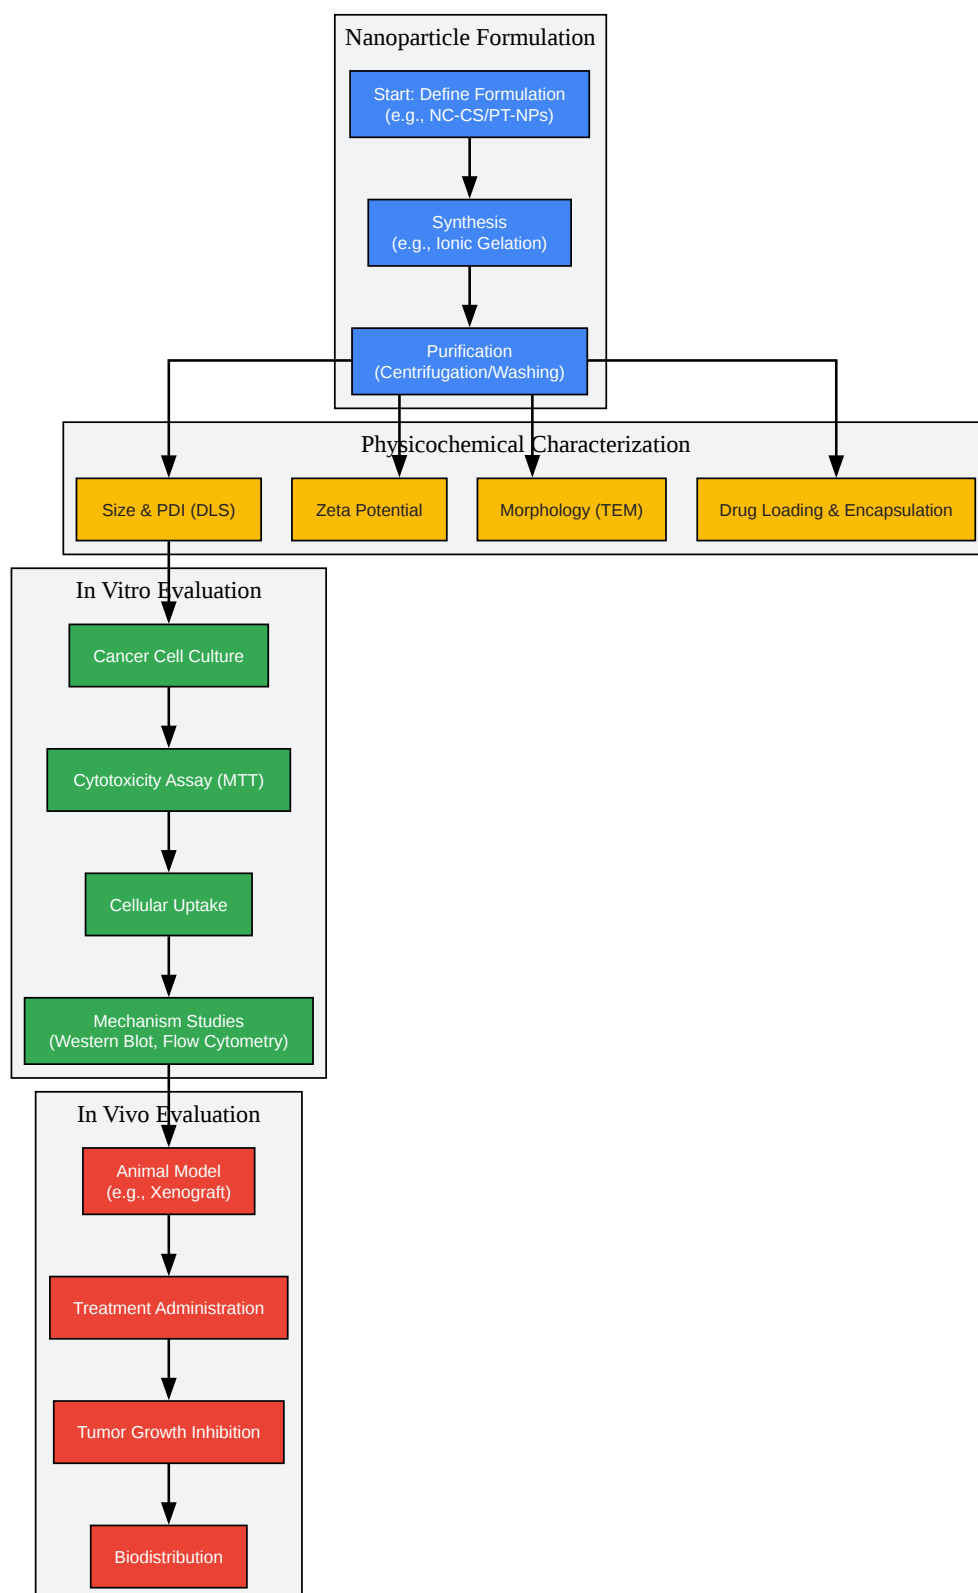 Nanoparticle Formulation
Start: Define Formulation
(e.g., NC-CS/PT-NPs)
Synthesis
(e.g., Ionic Gelation)
Purification
(Centrifugation/Washing)
Physicochemical Characterization
Size & PDI (DLS)
Zeta Potential
Morphology (TEM)
Drug Loading & Encapsulation
In Vitro Evaluation
Cancer Cell Culture
Cytotoxicity Assay (MTT)
Cellular Uptake
Mechanism Studies
(Western Blot, Flow Cytometry)
In Vivo Evaluation
Animal Model
(e.g., Xenograft)
Treatment Administration
Tumor Growth Inhibition
Biodistribution